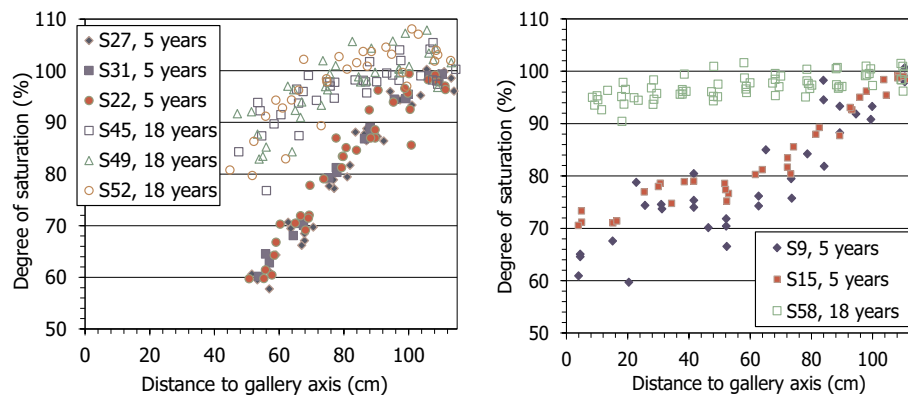 Degree of saturation (%)
100
90
80
70
60
50
0
20
40
60
80
100
Distance to gallery axis (cm)
S27, 5 years
S31, 5 years
S22, 5 years
S45, 18 years
S49, 18 years
S52, 18 years
Degree of saturation (%)
110
100
90
80
70
60
50
0
20
40
60
80
100
Distance to gallery axis (cm)
S9, 5 years
S15, 5 years
S58, 18 years